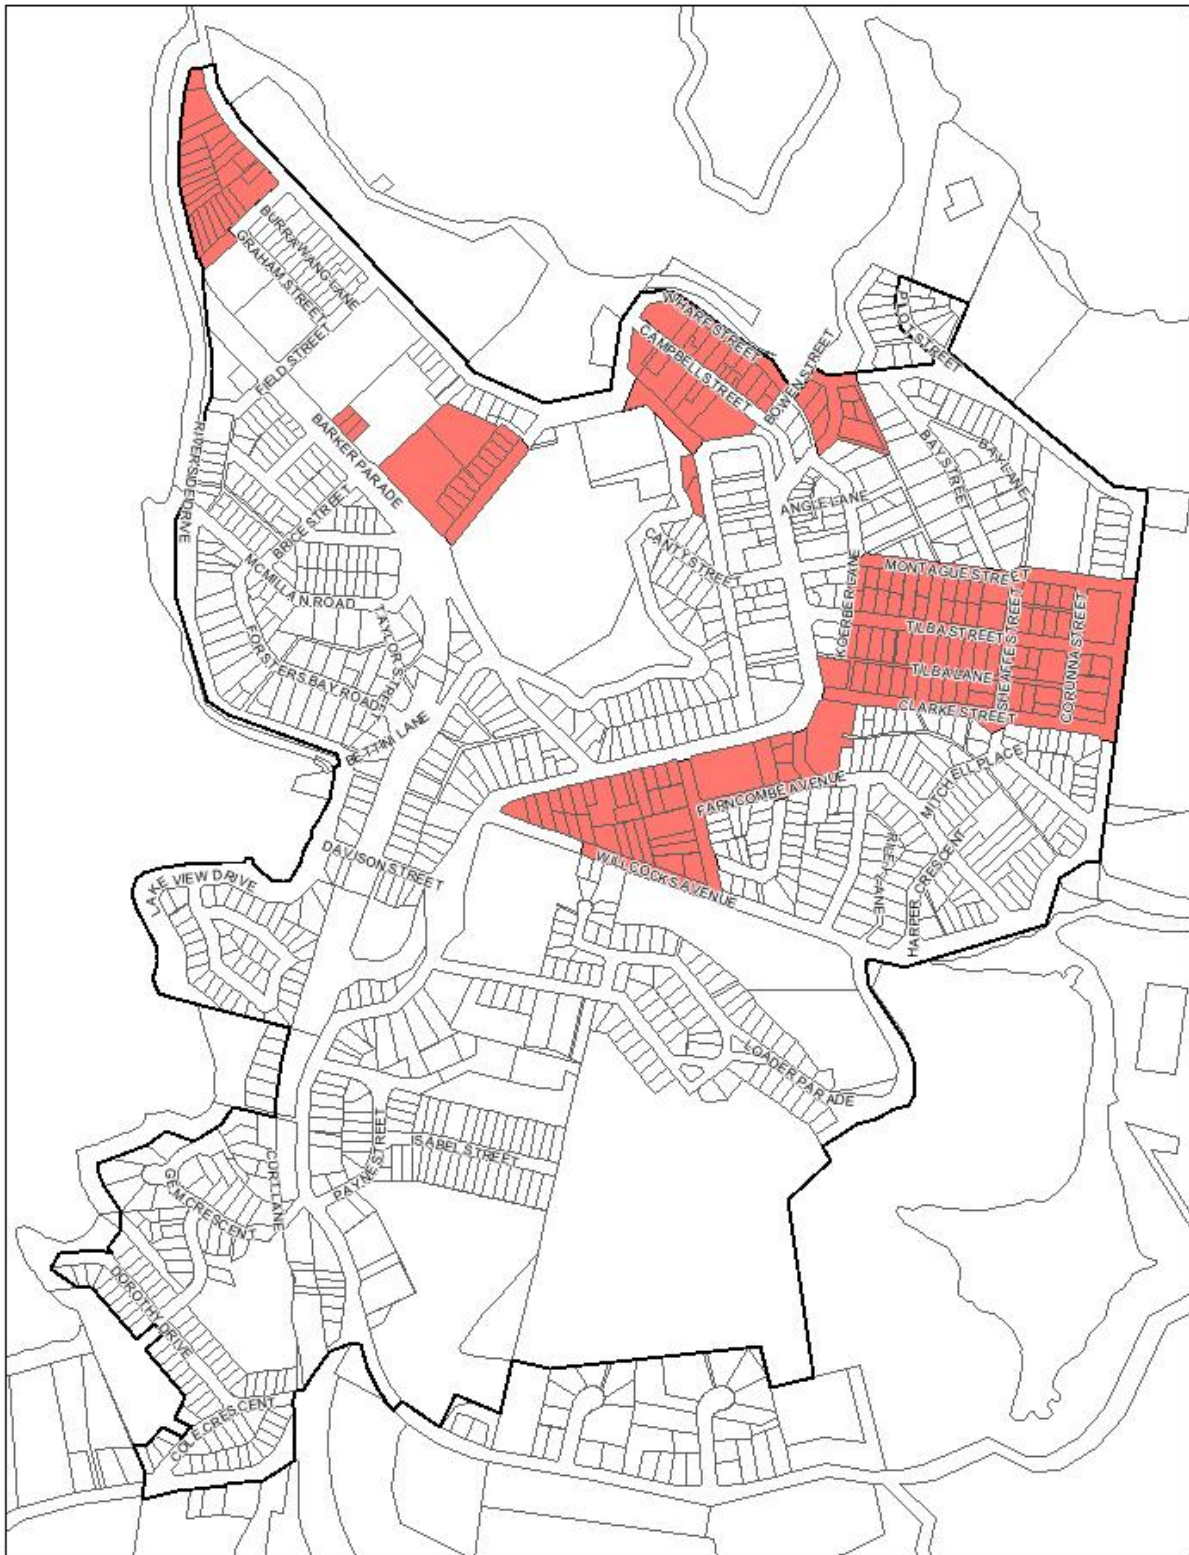 WHARF STREET
CAMPBELL STREET
BOWEN STREET
PILOT STREET
BURRAWANG LANE
GRAHAM STREET
FIELD STREET
BARKER PARADE
RIVERSIDE DRIVE
BRICE STREET
MCMILLAN ROAD
FORSTERS BAY ROAD
TAYLOR STREET
BETTINI LANE
BAY STREET
BAY LANE
ANGLE LANE
CANTY STREET
KOERBER LANE
MONTAGUE STREET
TILBA STREET
TILBA LANE
SHEAFFE STREET
CORUNNA STREET
CLARKE STREET
MITCHELL PLACE
FARNCOMBE AVENUE
WILLCOCKS AVENUE
RILEY LANE
HARPER CRESCENT
DAVISON STREET
LAKE VIEW DRIVE
LOADER PARADE
ISABEL STREET
PAYNE STREET
CORT LANE
GEM CRESCENT
DOROTHY DRIVE
COLE CRESCENT